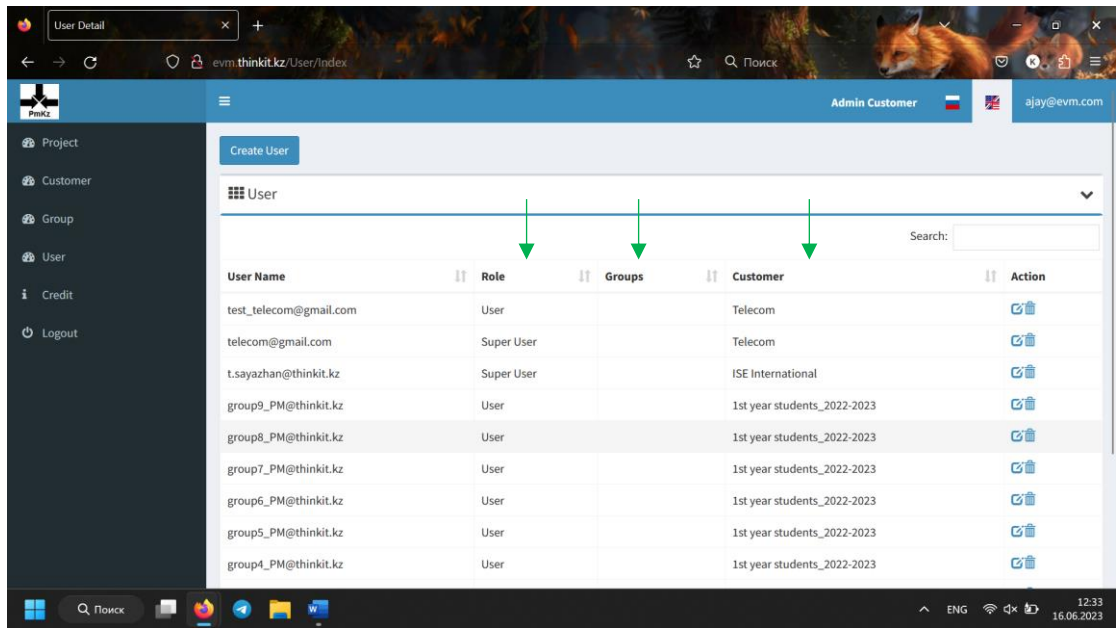 User Detail
evm.thinkit.kz/User/Index
Поиск
K
PmKz
Admin Customer
ajay@evm.com
Project
Customer
Group
User
Credit
Logout
Create User
User
Search:
User Name Role Groups Customer Action
test_telecom@gmail.com User Telecom
telecom@gmail.com Super User Telecom
t.sayazhan@thinkit.kz Super User ISE International
group9_PM@thinkit.kz User 1st year students_2022-2023
group8_PM@thinkit.kz User 1st year students_2022-2023
group7_PM@thinkit.kz User 1st year students_2022-2023
group6_PM@thinkit.kz User 1st year students_2022-2023
group5_PM@thinkit.kz User 1st year students_2022-2023
group4_PM@thinkit.kz User 1st year students_2022-2023
Поиск
W
ENG
12:33
16.06.2023